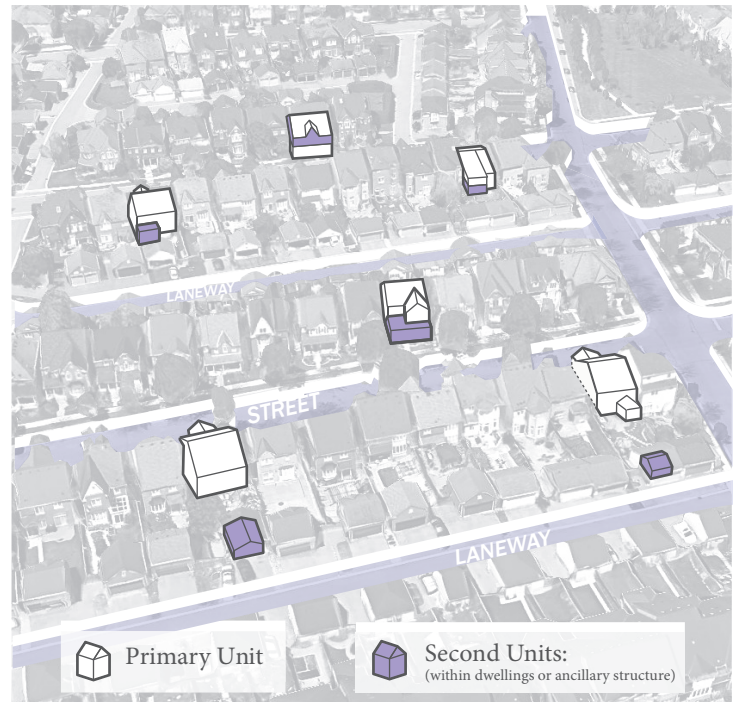 LANEWAY
STREET
LANEWAY
Primary Unit
Second Units:
(within dwellings or ancillary structure)